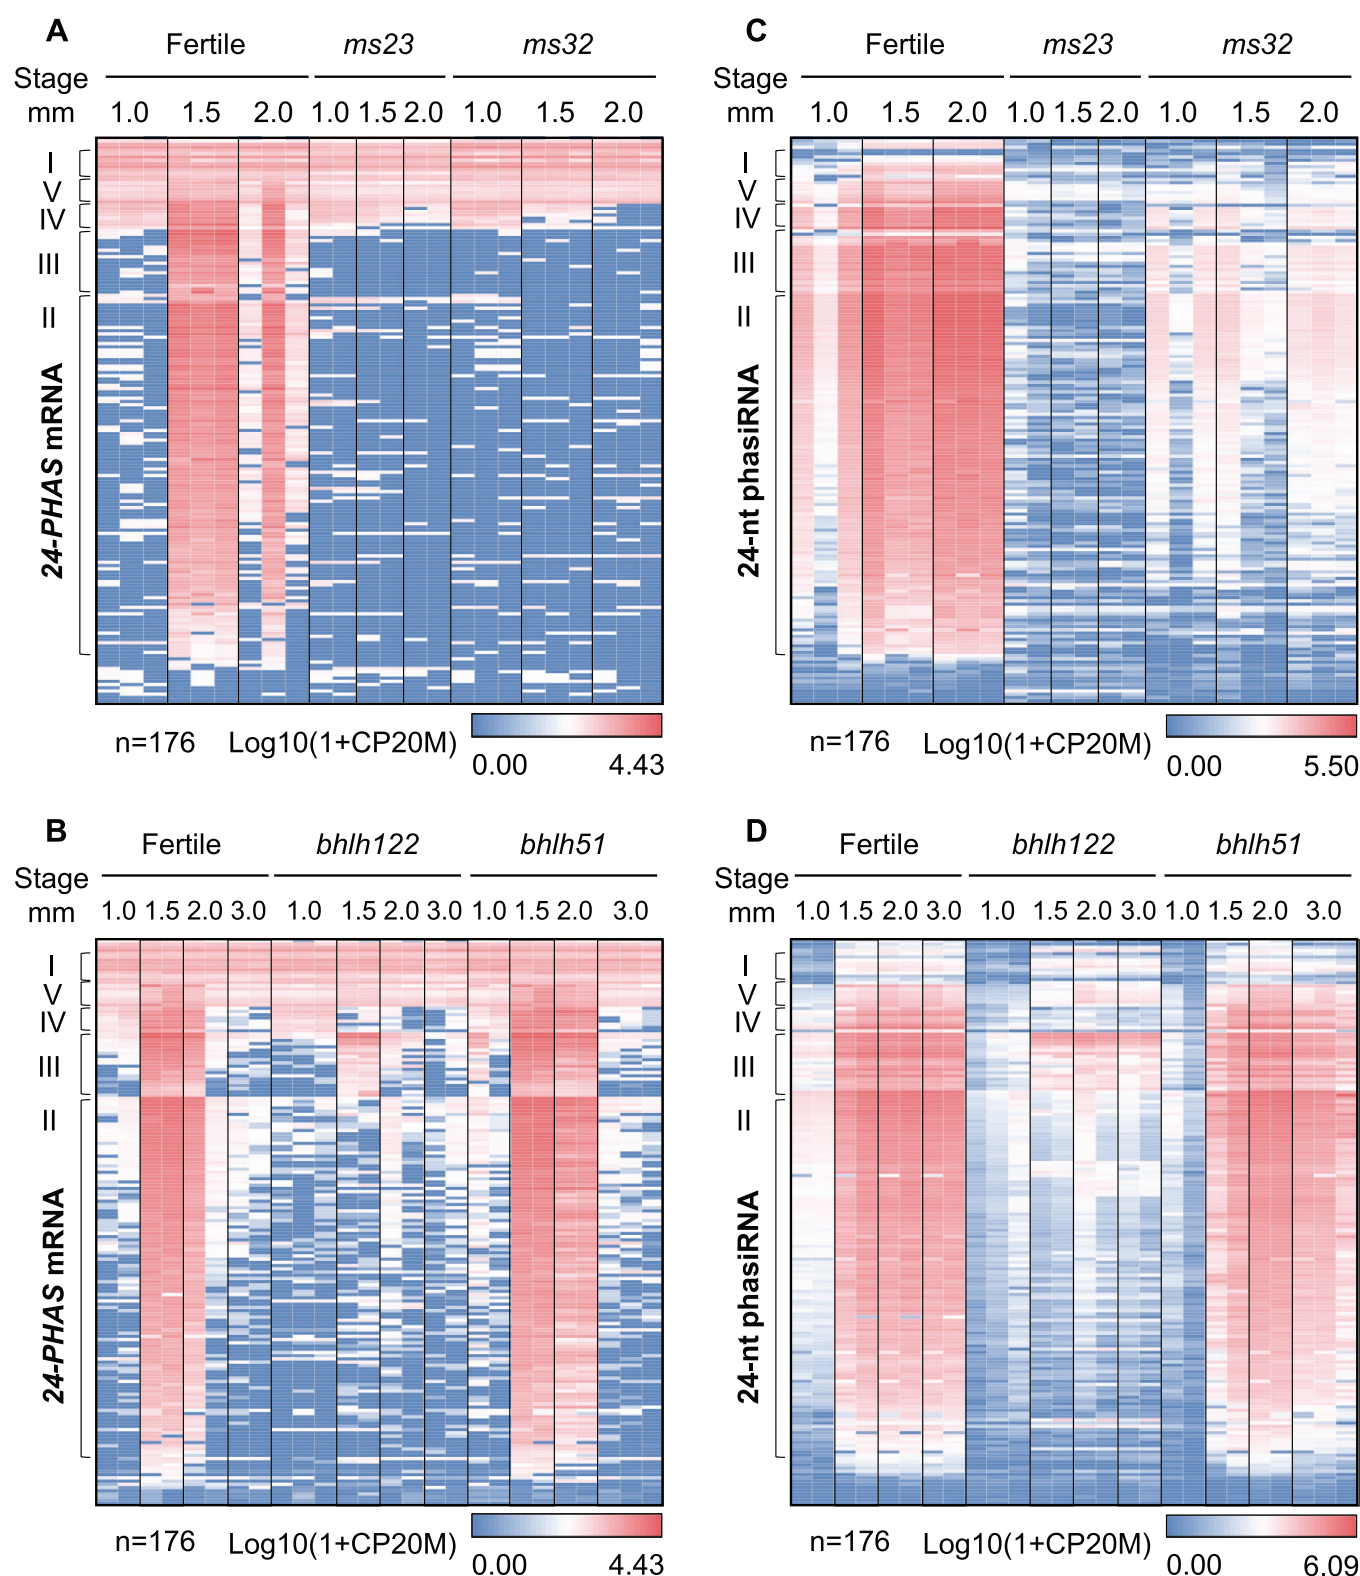 A
Fertile ms23 ms32
Stage
mm 1.0 1.5 2.0 1.0 1.5 2.0 1.0 1.5 2.0
I
V
IV
III
II
24-PHAS mRNA
n=176 Log10(1+CP20M)
0.00 4.43
C
Fertile ms23 ms32
Stage
mm 1.0 1.5 2.0 1.0 1.5 2.0 1.0 1.5 2.0
I
V
IV
III
II
24-nt phasiRNA
n=176 Log10(1+CP20M)
0.00 5.50
B
Fertile bhlh122 bhlh51
Stage
mm 1.0 1.5 2.0 3.0 1.0 1.5 2.0 3.0 1.0 1.5 2.0 3.0
I
V
IV
III
II
24-PHAS mRNA
n=176 Log10(1+CP20M)
0.00 4.43
D
Fertile bhlh122 bhlh51
Stage
mm 1.0 1.5 2.0 3.0 1.0 1.5 2.0 3.0 1.0 1.5 2.0 3.0
I
V
IV
III
II
24-nt phasiRNA
n=176 Log10(1+CP20M)
0.00 6.09